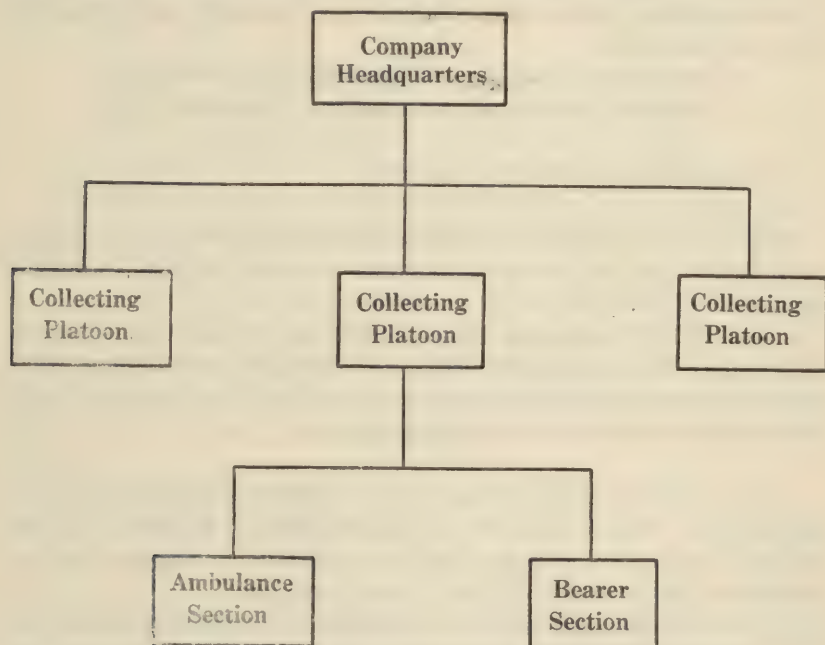 Company
Headquarters
Collecting
Platoon
Collecting
Platoon
Collecting
Platoon
Ambulance
Section
Bearer
Section